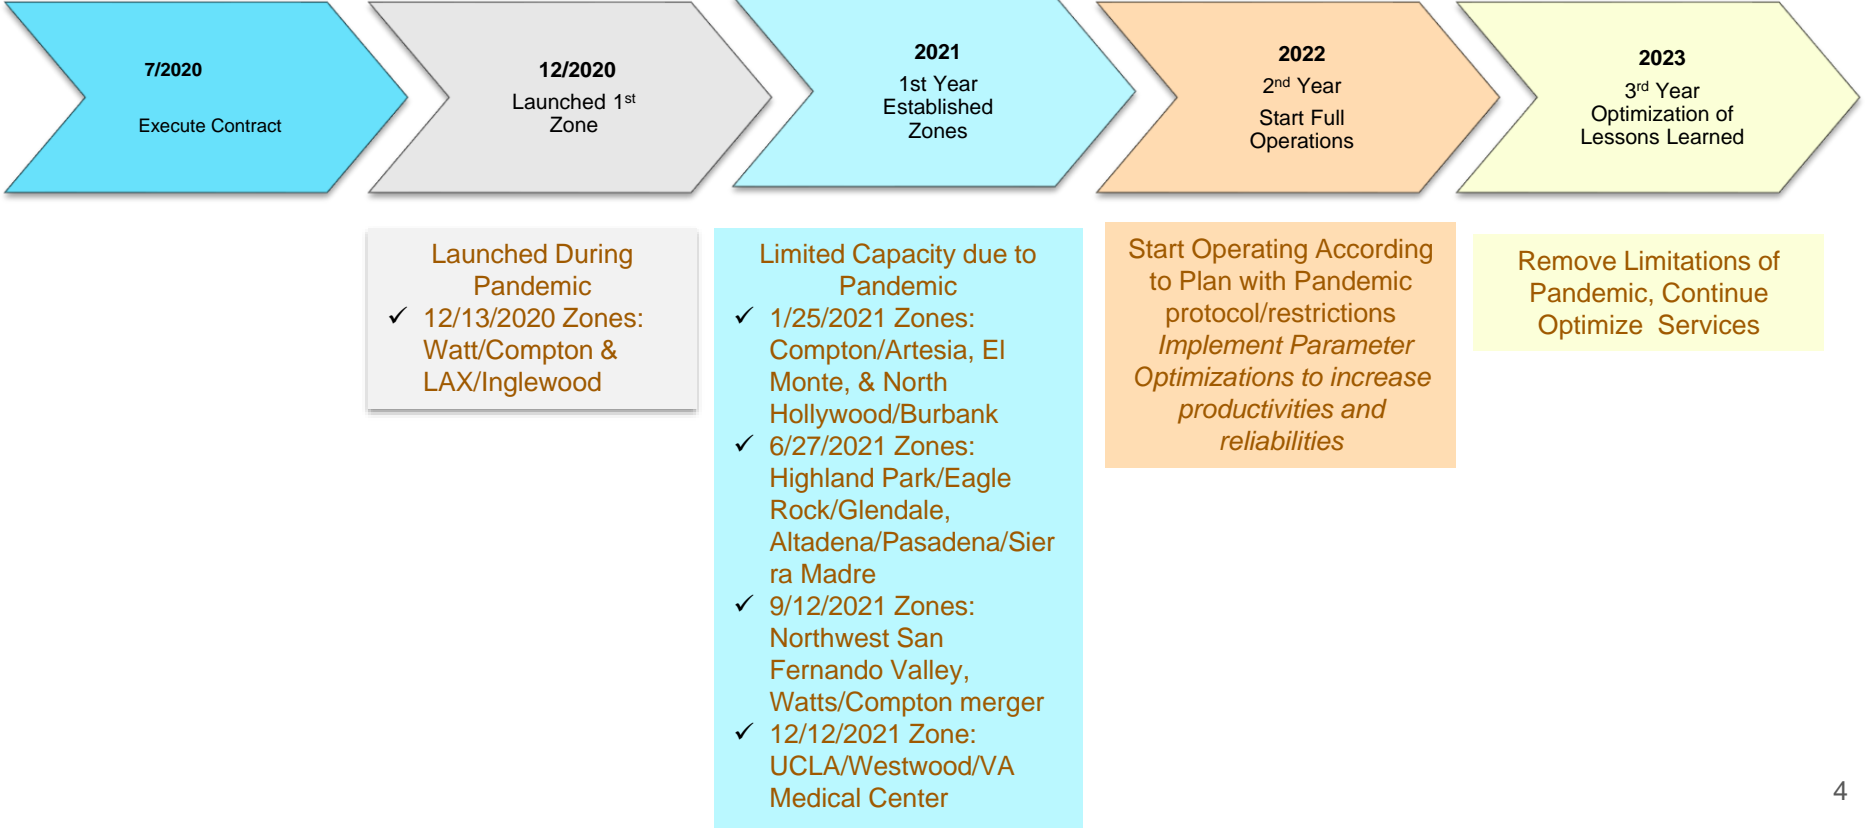 7/2020
Execute Contract
12/2020
Launched 1st
Zone
2021
1st Year
Established
Zones
2022
2nd Year
Start Full
Operations
2023
3rd Year
Optimization of
Lessons Learned
Launched During
Pandemic
✓ 12/13/2020 Zones:
Watt/Compton &
LAX/Inglewood
Limited Capacity due to
Pandemic
✓ 1/25/2021 Zones:
Compton/Artesia, El
Monte, & North
Hollywood/Burbank
✓ 6/27/2021 Zones:
Highland Park/Eagle
Rock/Glendale,
Altadena/Pasadena/Sier
ra Madre
✓ 9/12/2021 Zones:
Northwest San
Fernando Valley,
Watts/Compton merger
✓ 12/12/2021 Zone:
UCLA/Westwood/VA
Medical Center
Start Operating According
to Plan with Pandemic
protocol/restrictions
Implement Parameter
Optimizations to increase
productivities and
reliabilities
Remove Limitations of
Pandemic, Continue
Optimize Services
4